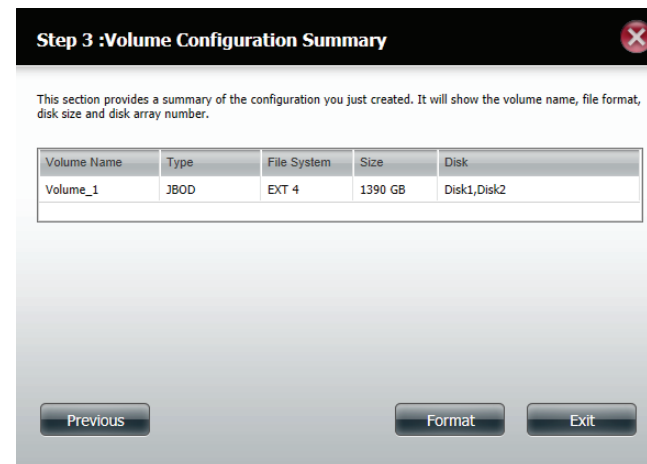 Step 3 :Volume Configuration Summary
This section provides a summary of the configuration you just created. It will show the volume name, file format,
disk size and disk array number.
Volume Name Type File System Size Disk
Volume_1 JBOD EXT 4 1390 GB Disk1,Disk2
Previous Format Exit